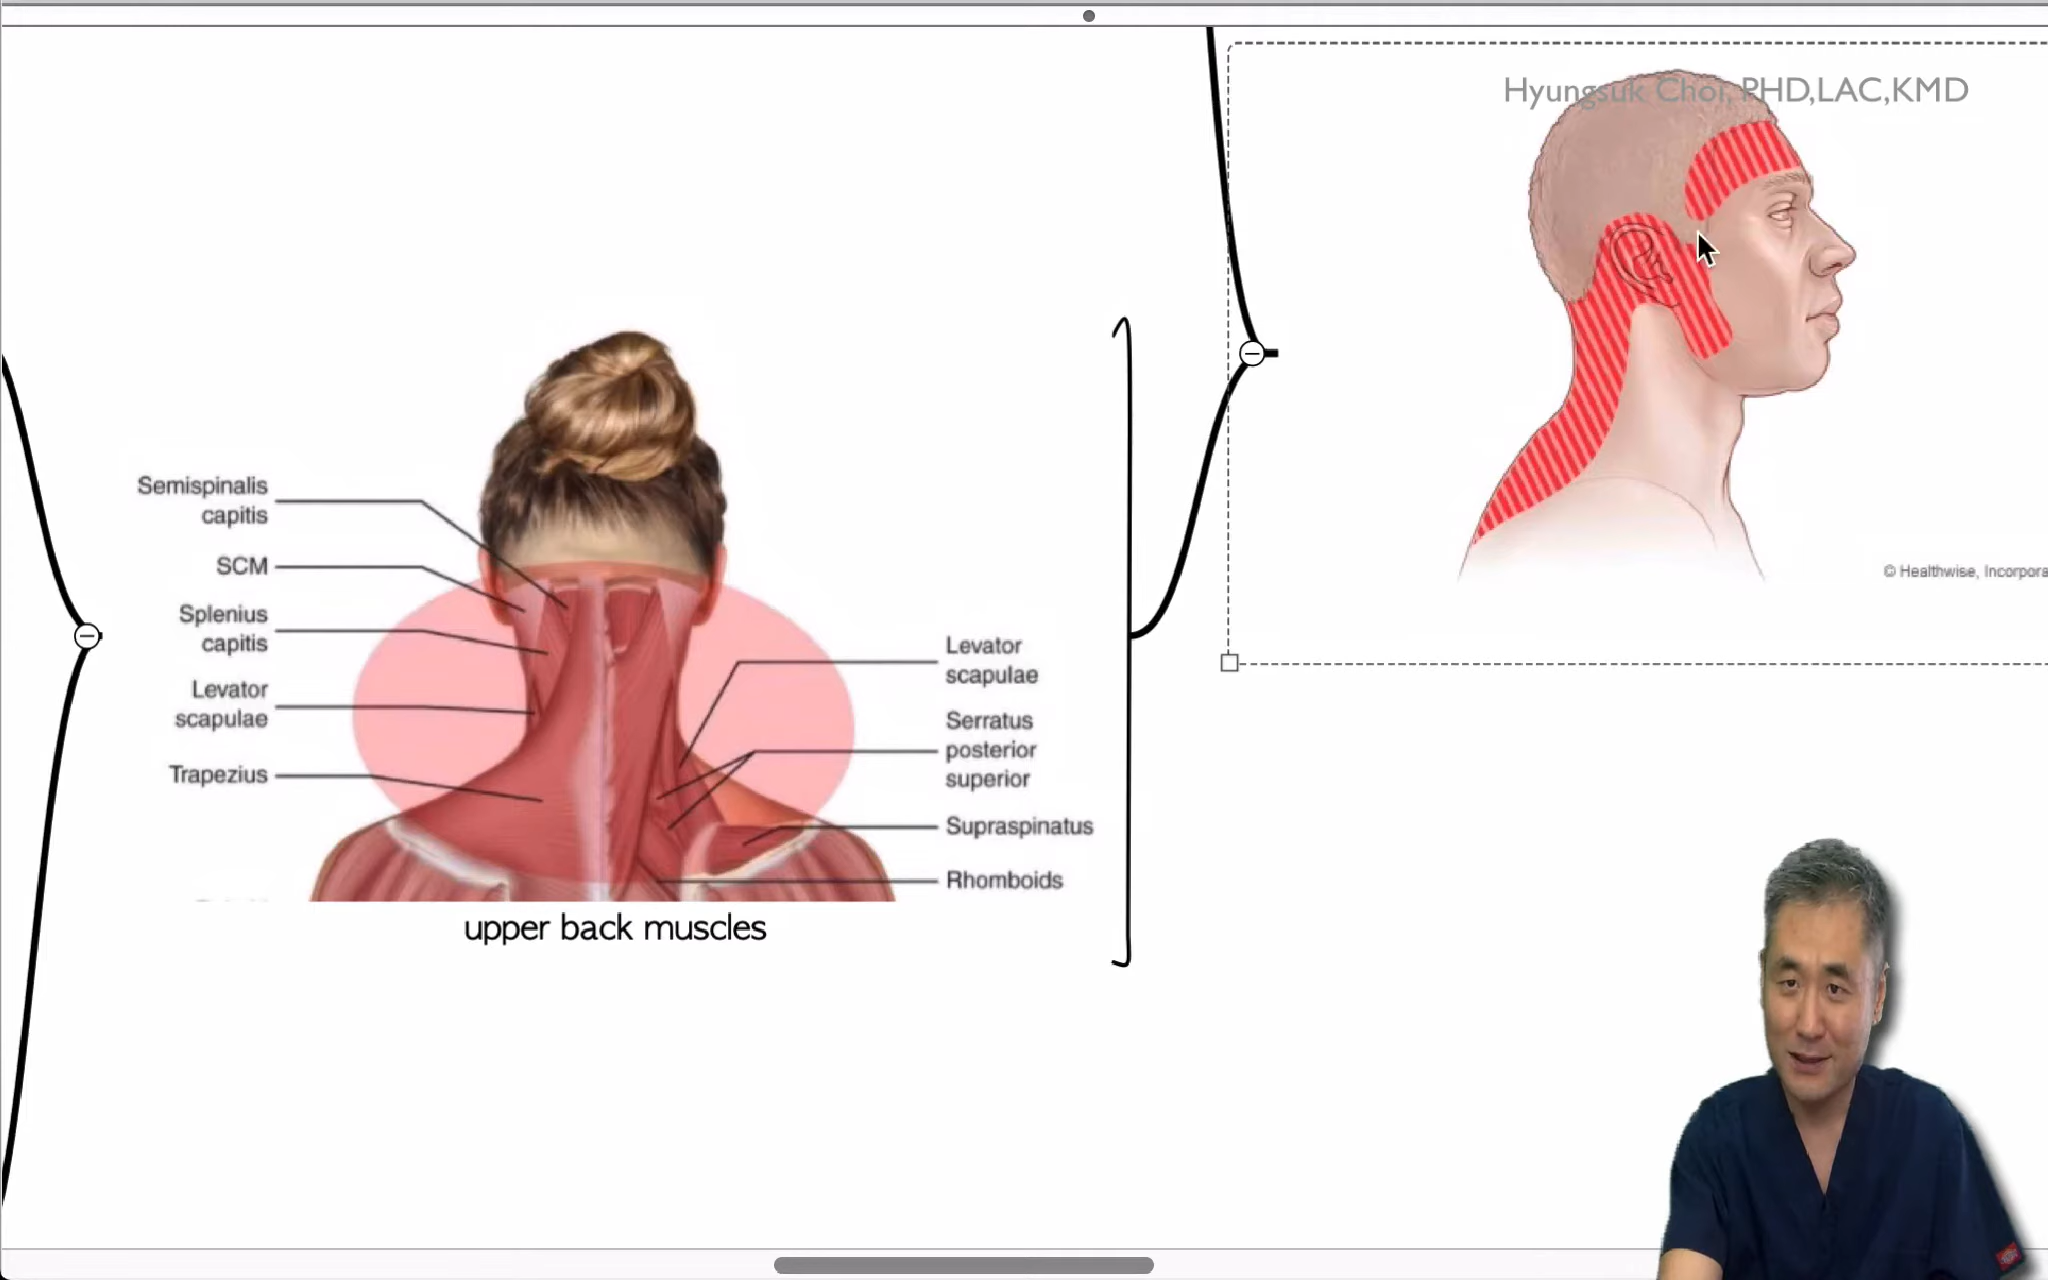 Hyungsuk Choi, PHD,LAC,KMD
© Healthwise, Incorpora
Semispinalis
capitis
SCM
Splenius
capitis
Levator
scapulae
Trapezius
Levator
scapulae
Serratus
posterior
superior
Supraspinatus
Rhomboids
upper back muscles